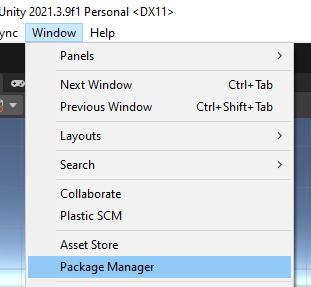 Unity 2021.3.9f1 Personal <DX11>
ync Window Help
Panels
Next Window Ctrl+Tab
Previous Window Ctrl+Shift+Tab
Layouts
Search
Collaborate
Plastic SCM
Asset Store
Package Manager